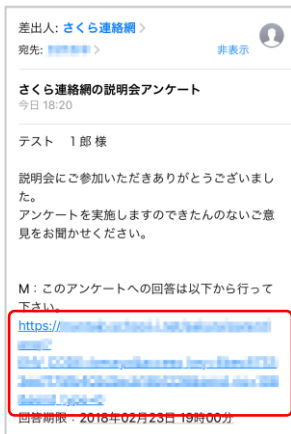 差出人: さくら連絡網
宛先:
非表示
さくら連絡網の説明会アンケート
今日 18:20
テスト 1郎 様
説明会にご参加いただきありがとうございまし
た。
アンケートを実施しますのできたんのないご意
見をお聞かせください。
M：このアンケートへの回答は以下から行って
下さい。
https://
回答期限：2018年02月23日 19時00分